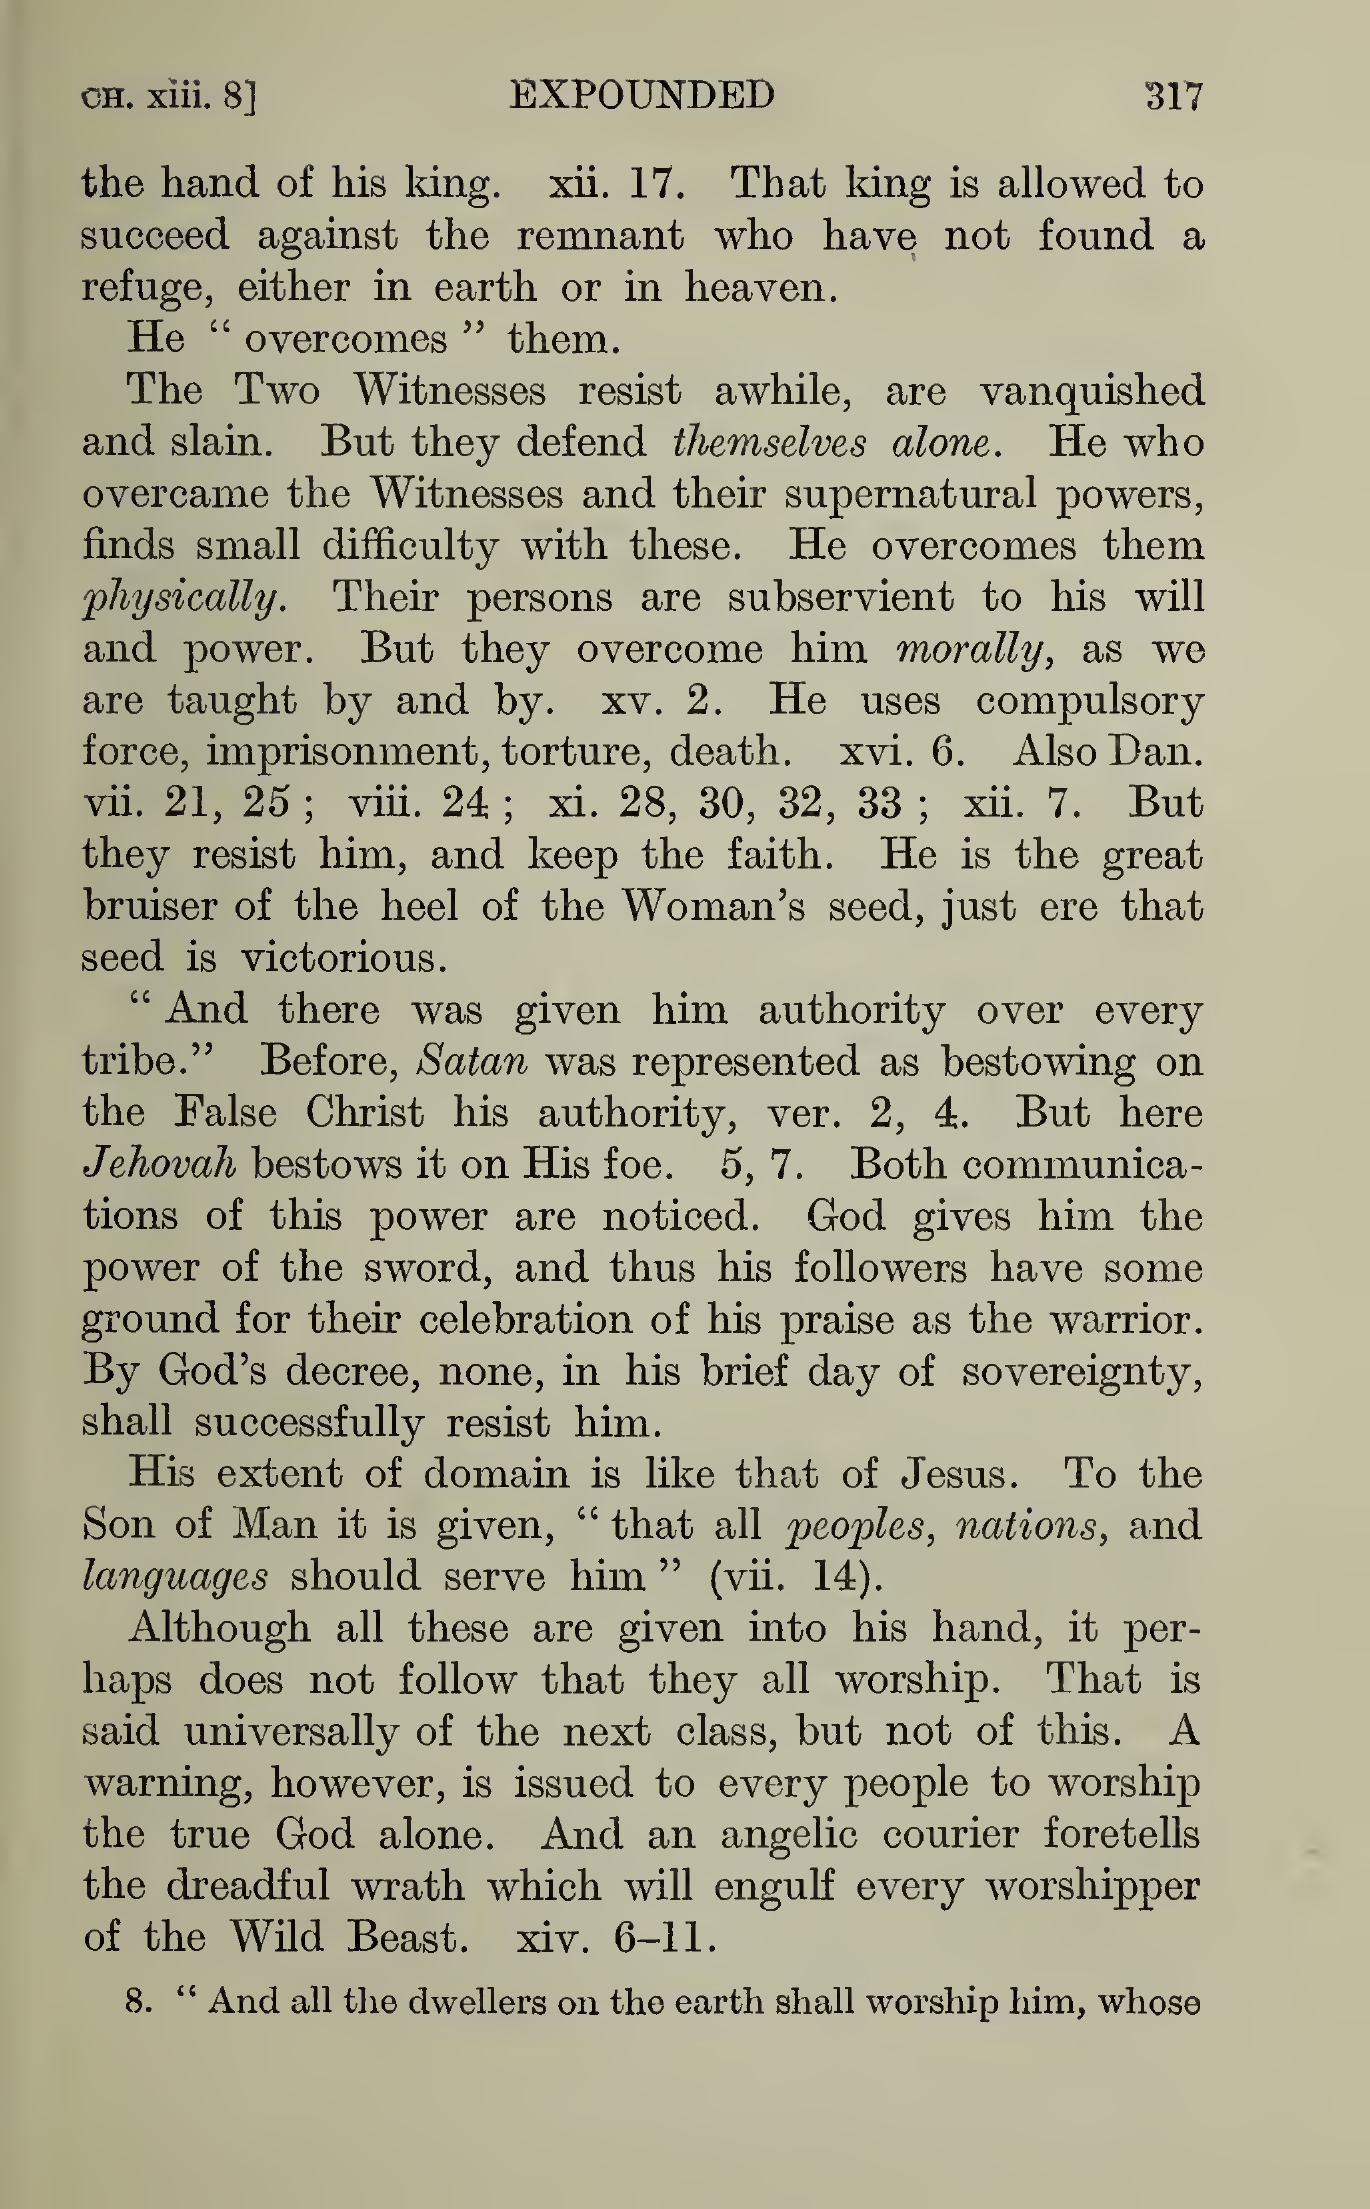 CH. xiii. 8] EXPOUNDED 317
the hand of his king. xii. 17. That king is allowed to
succeed against the remnant who have not found a
refuge, either in earth or in heaven.
He “ overcomes ” them.
The Two Witnesses resist awhile, are vanquished
and slain. But they defend themselves alone. He who
overcame the Witnesses and their supernatural powers,
finds small difficulty with these. He overcomes them
physically. Their persons are subservient to his will
and power. But they overcome him morally, as we
are taught by and by. xv. 2. He uses compulsory
force, imprisonment, torture, death. xvi. 6. Also Dan.
vii. 21, 25 ; viii. 24 ; xi. 28, 30, 32, 33 ; xii. 7. But
they resist him, and keep the faith. He is the great
bruiser of the heel of the Woman’s seed, just ere that
seed is victorious.
“ And there was given him authority over every
tribe.” Before, Satan was represented as bestowing on
the False Christ his authority, ver. 2, 4. But here
Jehovah bestows it on His foe. 5, 7. Both communica-
tions of this power are noticed. God gives him the
power of the sword, and thus his followers have some
ground for their celebration of his praise as the warrior.
By God’s decree, none, in his brief day of sovereignty,
shall successfully resist him.
His extent of domain is like that of Jesus. To the
Son of Man it is given, “ that all peoples, nations, and
languages should serve him ” (vii. 14).
Although all these are given into his hand, it per-
haps does not follow that they all worship. That is
said universally of the next class, but not of this. A
warning, however, is issued to every people to worship
the true God alone. And an angelic courier foretells
the dreadful wrath which will engulf every worshipper
of the Wild Beast. xiv. 6–11.
8. “ And all the dwellers on the earth shall worship him, whose